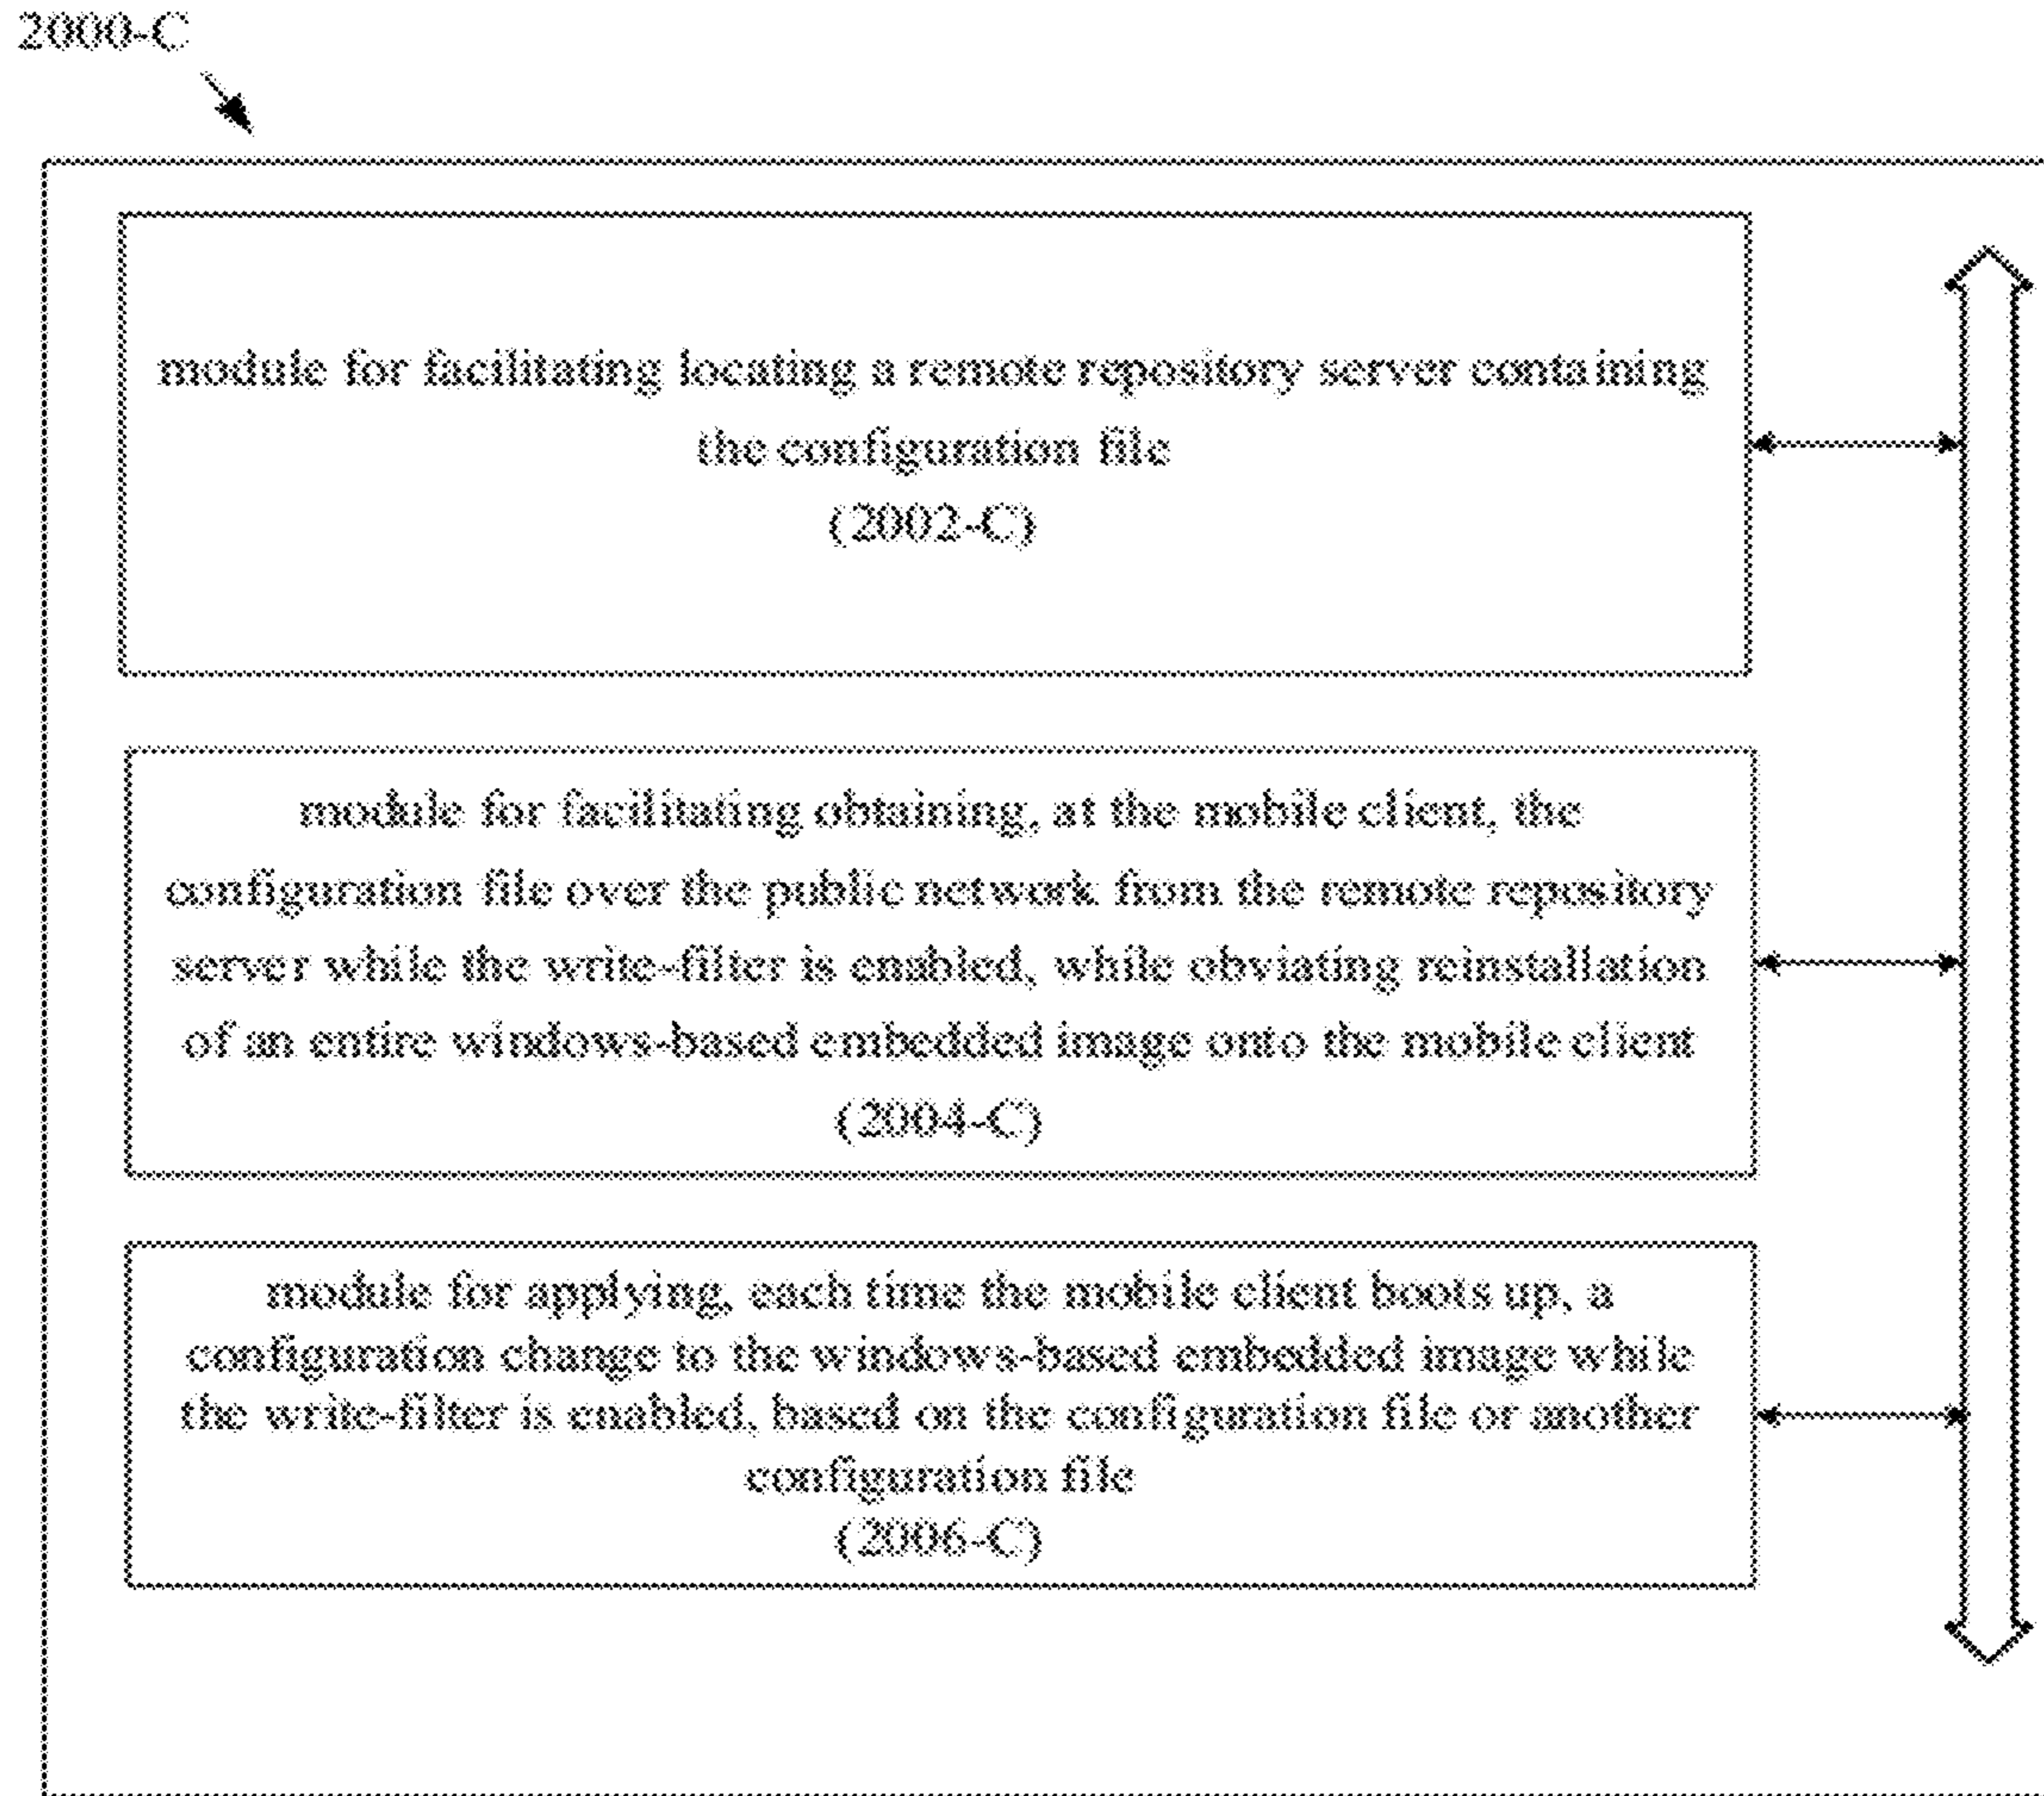 2000-C
module for facilitating locating a remote repository server containing
the configuration file
(2002-C)
module for facilitating obtaining, at the mobile client, the
configuration file over the public network from the remote repository
server while the write-filter is enabled, while obviating reinstallation
of an entire windows-based embedded image onto the mobile client
(2004-C)
module for applying, each time the mobile client boots up, a
configuration change to the windows-based embedded image while
the write-filter is enabled, based on the configuration file or another
configuration file
(2006-C)